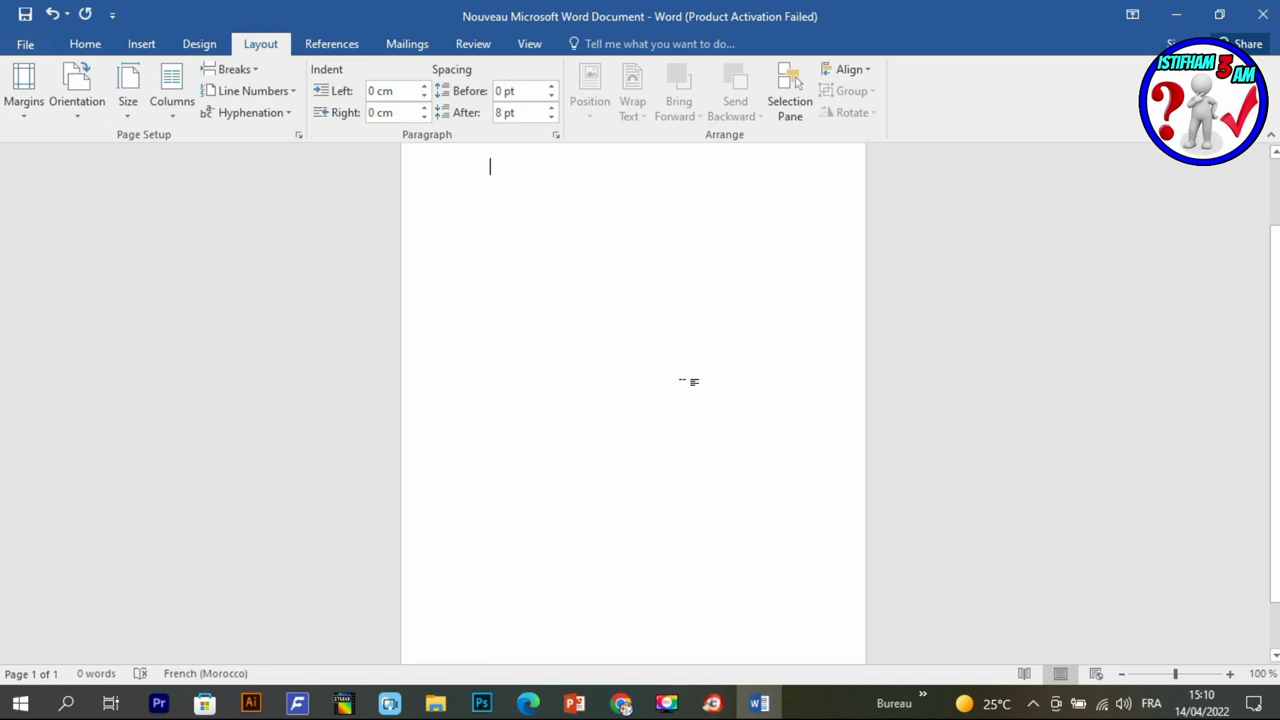 Nouveau Microsoft Word Document - Word (Product Activation Failed)
File Home Insert Design Layout References Mailings Review View Tell me what you want to do... Share
ISTIFHAM 3 AM
Margins Orientation Size Columns
Breaks
Line Numbers
Hyphenation
Page Setup
Indent
Left: 0 cm
Right: 0 cm
Spacing
Before: 0 pt
After: 8 pt
Paragraph
Position Wrap Text Bring Forward Send Backward Selection Pane
Align
Group
Rotate
Arrange
Page 1 of 1 0 words French (Morocco) 100 %
Pr Ai F Ps Bureau 25°C FRA 15:10
14/04/2022